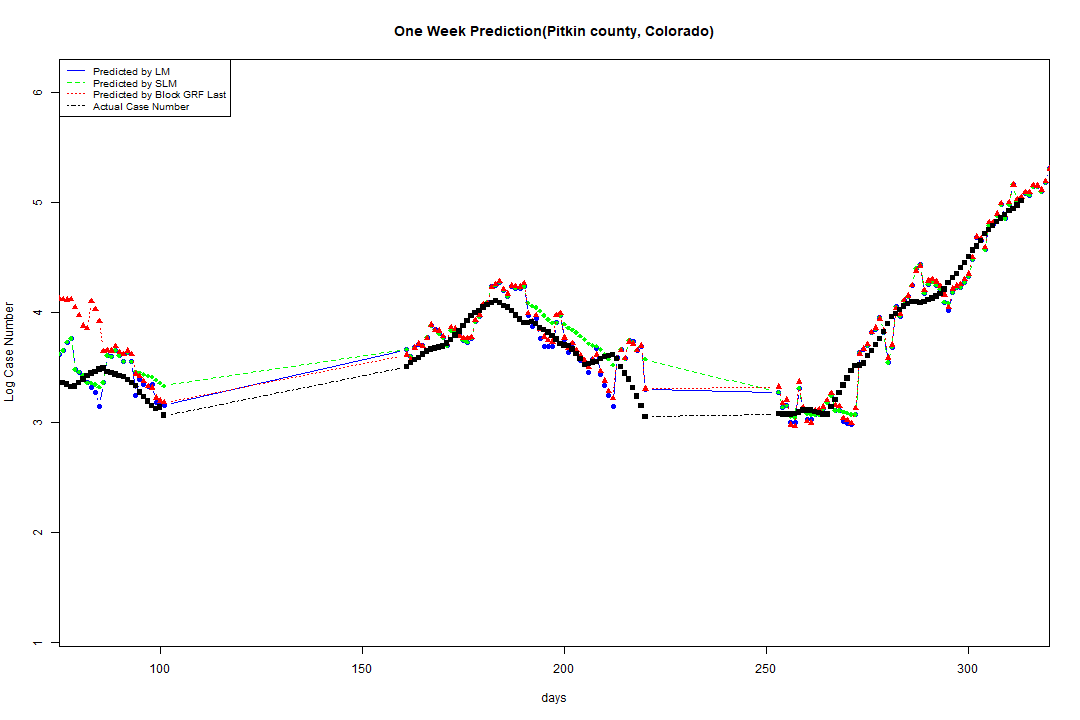 One Week Prediction(Pitkin county, Colorado)
Predicted by LM
Predicted by SLM
Predicted by Block GRF Last
Actual Case Number
6
5
4
3
2
1
Log Case Number
100 150 200 250 300
days